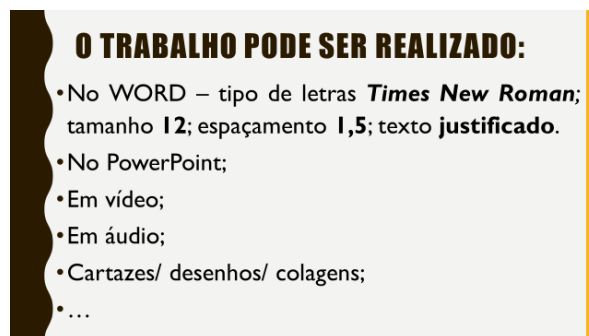 O TRABALHO PODE SER REALIZADO:
•No WORD – tipo de letras Times New Roman;
tamanho 12; espaçamento 1,5; texto justificado.
•No PowerPoint;
•Em vídeo;
•Em áudio;
•Cartazes/ desenhos/ colagens;
•…